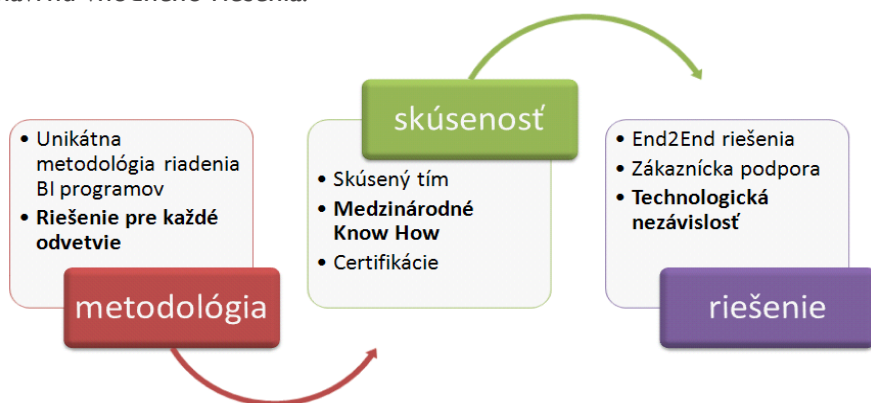 • Unikátna
metodológia riadenia
BI programov
• Riešenie pre každé
odvetvie
metodológia
skúsenosť
• Skúsený tím
• Medzinárodné
Know How
• Certifikácie
• End2End riešenia
• Zákaznícka podpora
• Technologická
nezávislosť
riešenie